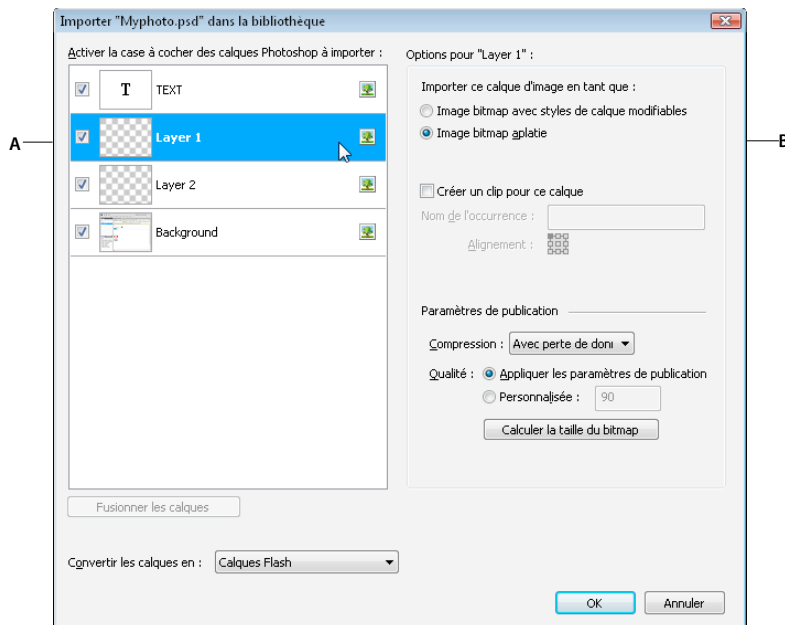 Importer "Myphoto.psd" dans la bibliothèque
Activer la case à cocher des calques Photoshop à importer :
T TEXT
Layer 1
Layer 2
Background
Fusionner les calques
Convertir les calques en : Calques Flash
Options pour "Layer 1" :
Importer ce calque d'image en tant que :
Image bitmap avec styles de calque modifiables
Image bitmap aplatie
Créer un clip pour ce calque
Nom de l'occurrence :
Alignement :
Paramètres de publication
Compression : Avec perte de doni
Qualité : Appliquer les paramètres de publication
Personnalisée : 90
Calculer la taille du bitmap
OK Annuler
A
B